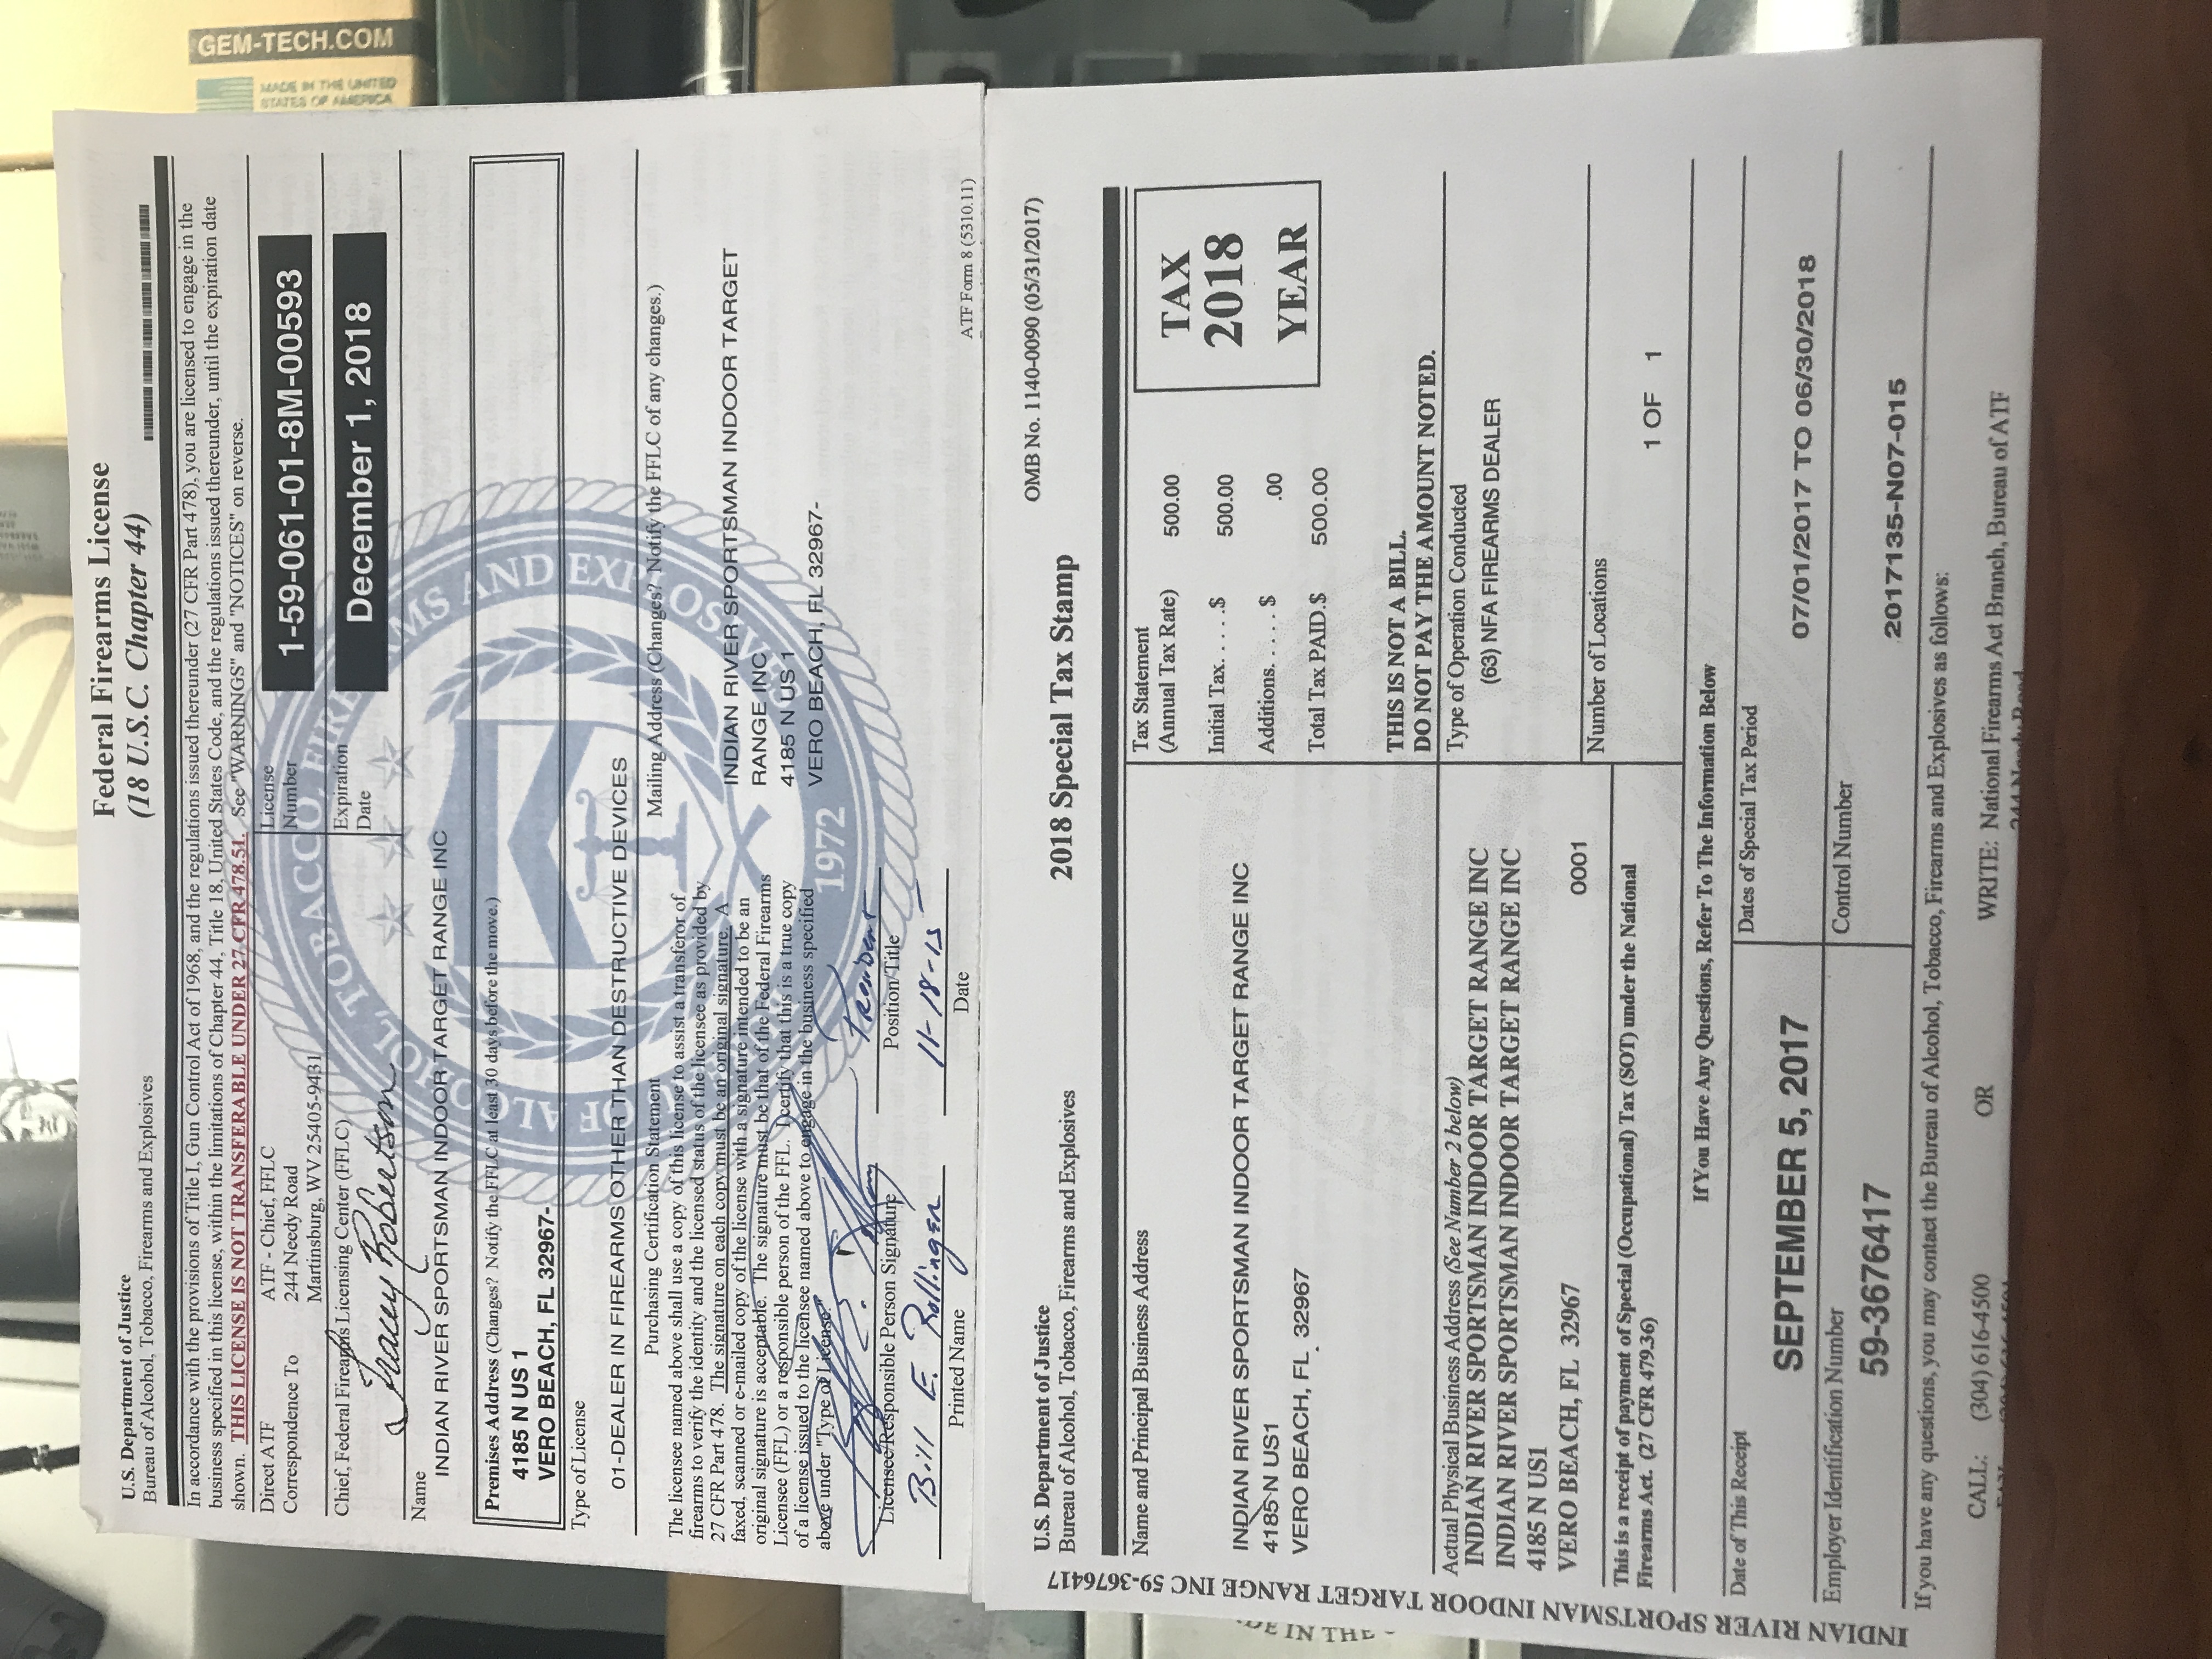 GEM-TECH.COM
MADE IN THE UNITED
STATES OF AMERICA
U.S. Department of Justice
Bureau of Alcohol, Tobacco, Firearms and Explosives
Federal Firearms License
(18 U.S.C. Chapter 44)
In accordance with the provisions of Title I, Gun Control Act of 1968, and the regulations issued thereunder (27 CFR Part 478), you are licensed to engage in the
business specified in this license, within the limitations of Chapter 44, Title 18, United States Code, and the regulations issued thereunder, until the expiration date
shown. THIS LICENSE IS NOT TRANSFERABLE UNDER 27 CFR 478.51. See "WARNINGS" and "NOTICES" on reverse.
Direct ATF
Correspondence To
ATF - Chief, FFLC
244 Needy Road
Martinsburg, WV 25405-9431
License
Number
1-59-061-01-8M-00593
Chief, Federal Firearms Licensing Center (FFLC)
Tracey Robertson
Expiration
Date
December 1, 2018
Name
INDIAN RIVER SPORTSMAN INDOOR TARGET RANGE INC
Premises Address (Changes? Notify the FFLC at least 30 days before the move.)
4185 N US 1
VERO BEACH, FL 32967-
Type of License
01-DEALER IN FIREARMS OTHER THAN DESTRUCTIVE DEVICES
Purchasing Certification Statement
The licensee named above shall use a copy of this license to assist a transferor of
firearms to verify the identity and the licensed status of the licensee as provided by
27 CFR Part 478. The signature on each copy must be an original signature. A
faxed, scanned or e-mailed copy of the license with a signature intended to be an
original signature is acceptable. The signature must be that of the Federal Firearms
Licensee (FFL) or a responsible person of the FFL. I certify that this is a true copy
of a license issued to the licensee named above to engage in the business specified
above under "Type of License."
Mailing Address (Changes? Notify the FFLC of any changes.)
INDIAN RIVER SPORTSMAN INDOOR TARGET
RANGE INC
4185 N US 1
VERO BEACH, FL 32967-
1972
President
Licensee/Responsible Person Signature
Position/Title
Bill E. Rollinger
11-18-15
Printed Name
Date
ATF Form 8 (5310.11)
INDIAN RIVER SPORTSMAN INDOOR TARGET RANGE INC 59-3676417
U.S. Department of Justice
Bureau of Alcohol, Tobacco, Firearms and Explosives
2018 Special Tax Stamp
OMB No. 1140-0090 (05/31/2017)
Name and Principal Business Address
INDIAN RIVER SPORTSMAN INDOOR TARGET RANGE INC
4185 N US1
VERO BEACH, FL 32967
Tax Statement
(Annual Tax Rate) 500.00
Initial Tax. . . . .$ 500.00
Additions. . . . . $ .00
Total Tax PAID.$ 500.00
TAX
2018
YEAR
THIS IS NOT A BILL.
DO NOT PAY THE AMOUNT NOTED.
Actual Physical Business Address (See Number 2 below)
INDIAN RIVER SPORTSMAN INDOOR TARGET RANGE INC
INDIAN RIVER SPORTSMAN INDOOR TARGET RANGE INC
4185 N US1
VERO BEACH, FL 32967
0001
Type of Operation Conducted
(63) NFA FIREARMS DEALER
This is a receipt of payment of Special (Occupational) Tax (SOT) under the National
Firearms Act. (27 CFR 479.36)
Number of Locations
1 OF 1
If You Have Any Questions, Refer To The Information Below
Date of This Receipt
SEPTEMBER 5, 2017
Dates of Special Tax Period
07/01/2017 TO 06/30/2018
Employer Identification Number
59-3676417
Control Number
2017135-N07-015
If you have any questions, you may contact the Bureau of Alcohol, Tobacco, Firearms and Explosives as follows:
CALL: (304) 616-4500
OR
WRITE: National Firearms Act Branch, Bureau of ATF
244 Needy Road